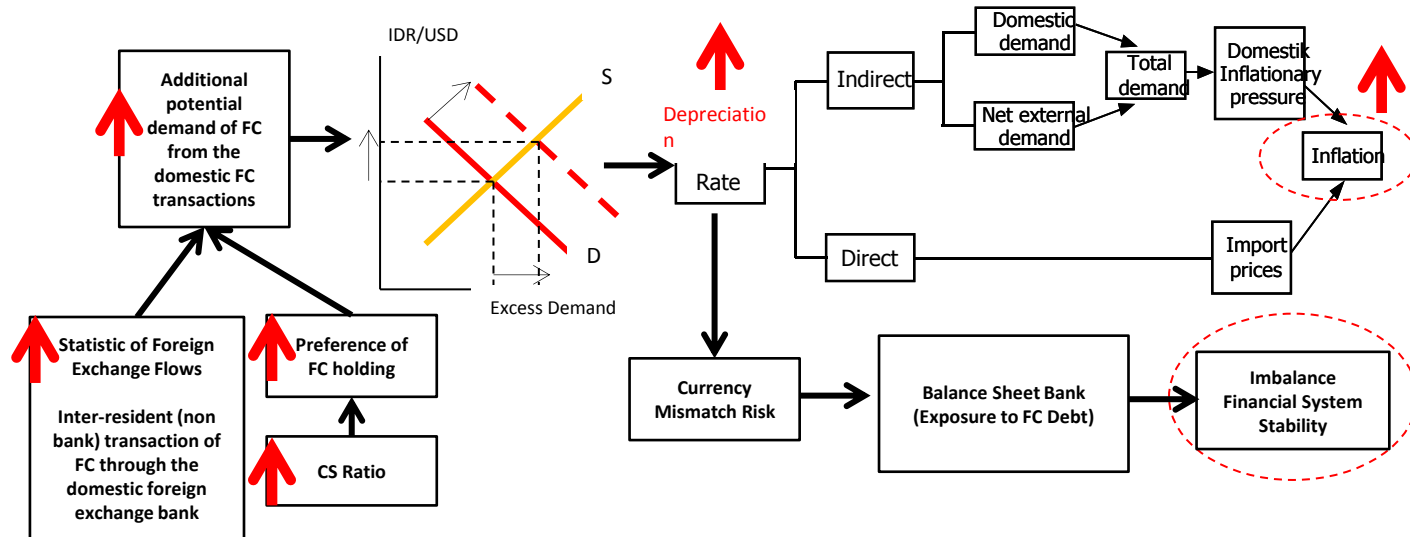 IDR/USD
Additional
potential
demand of FC
from the
domestic FC
transactions
S
D
Excess Demand
Statistic of Foreign
Exchange Flows
Inter-resident (non
bank) transaction of
FC through the
domestic foreign
exchange bank
Preference of
FC holding
CS Ratio
Depreciatio
n
Rate
Indirect
Direct
Domestic
demand
Net external
demand
Total
demand
Domestik
Inflationary
pressure
Inflation
Import
prices
Currency
Mismatch Risk
Balance Sheet Bank
(Exposure to FC Debt)
Imbalance
Financial System
Stability